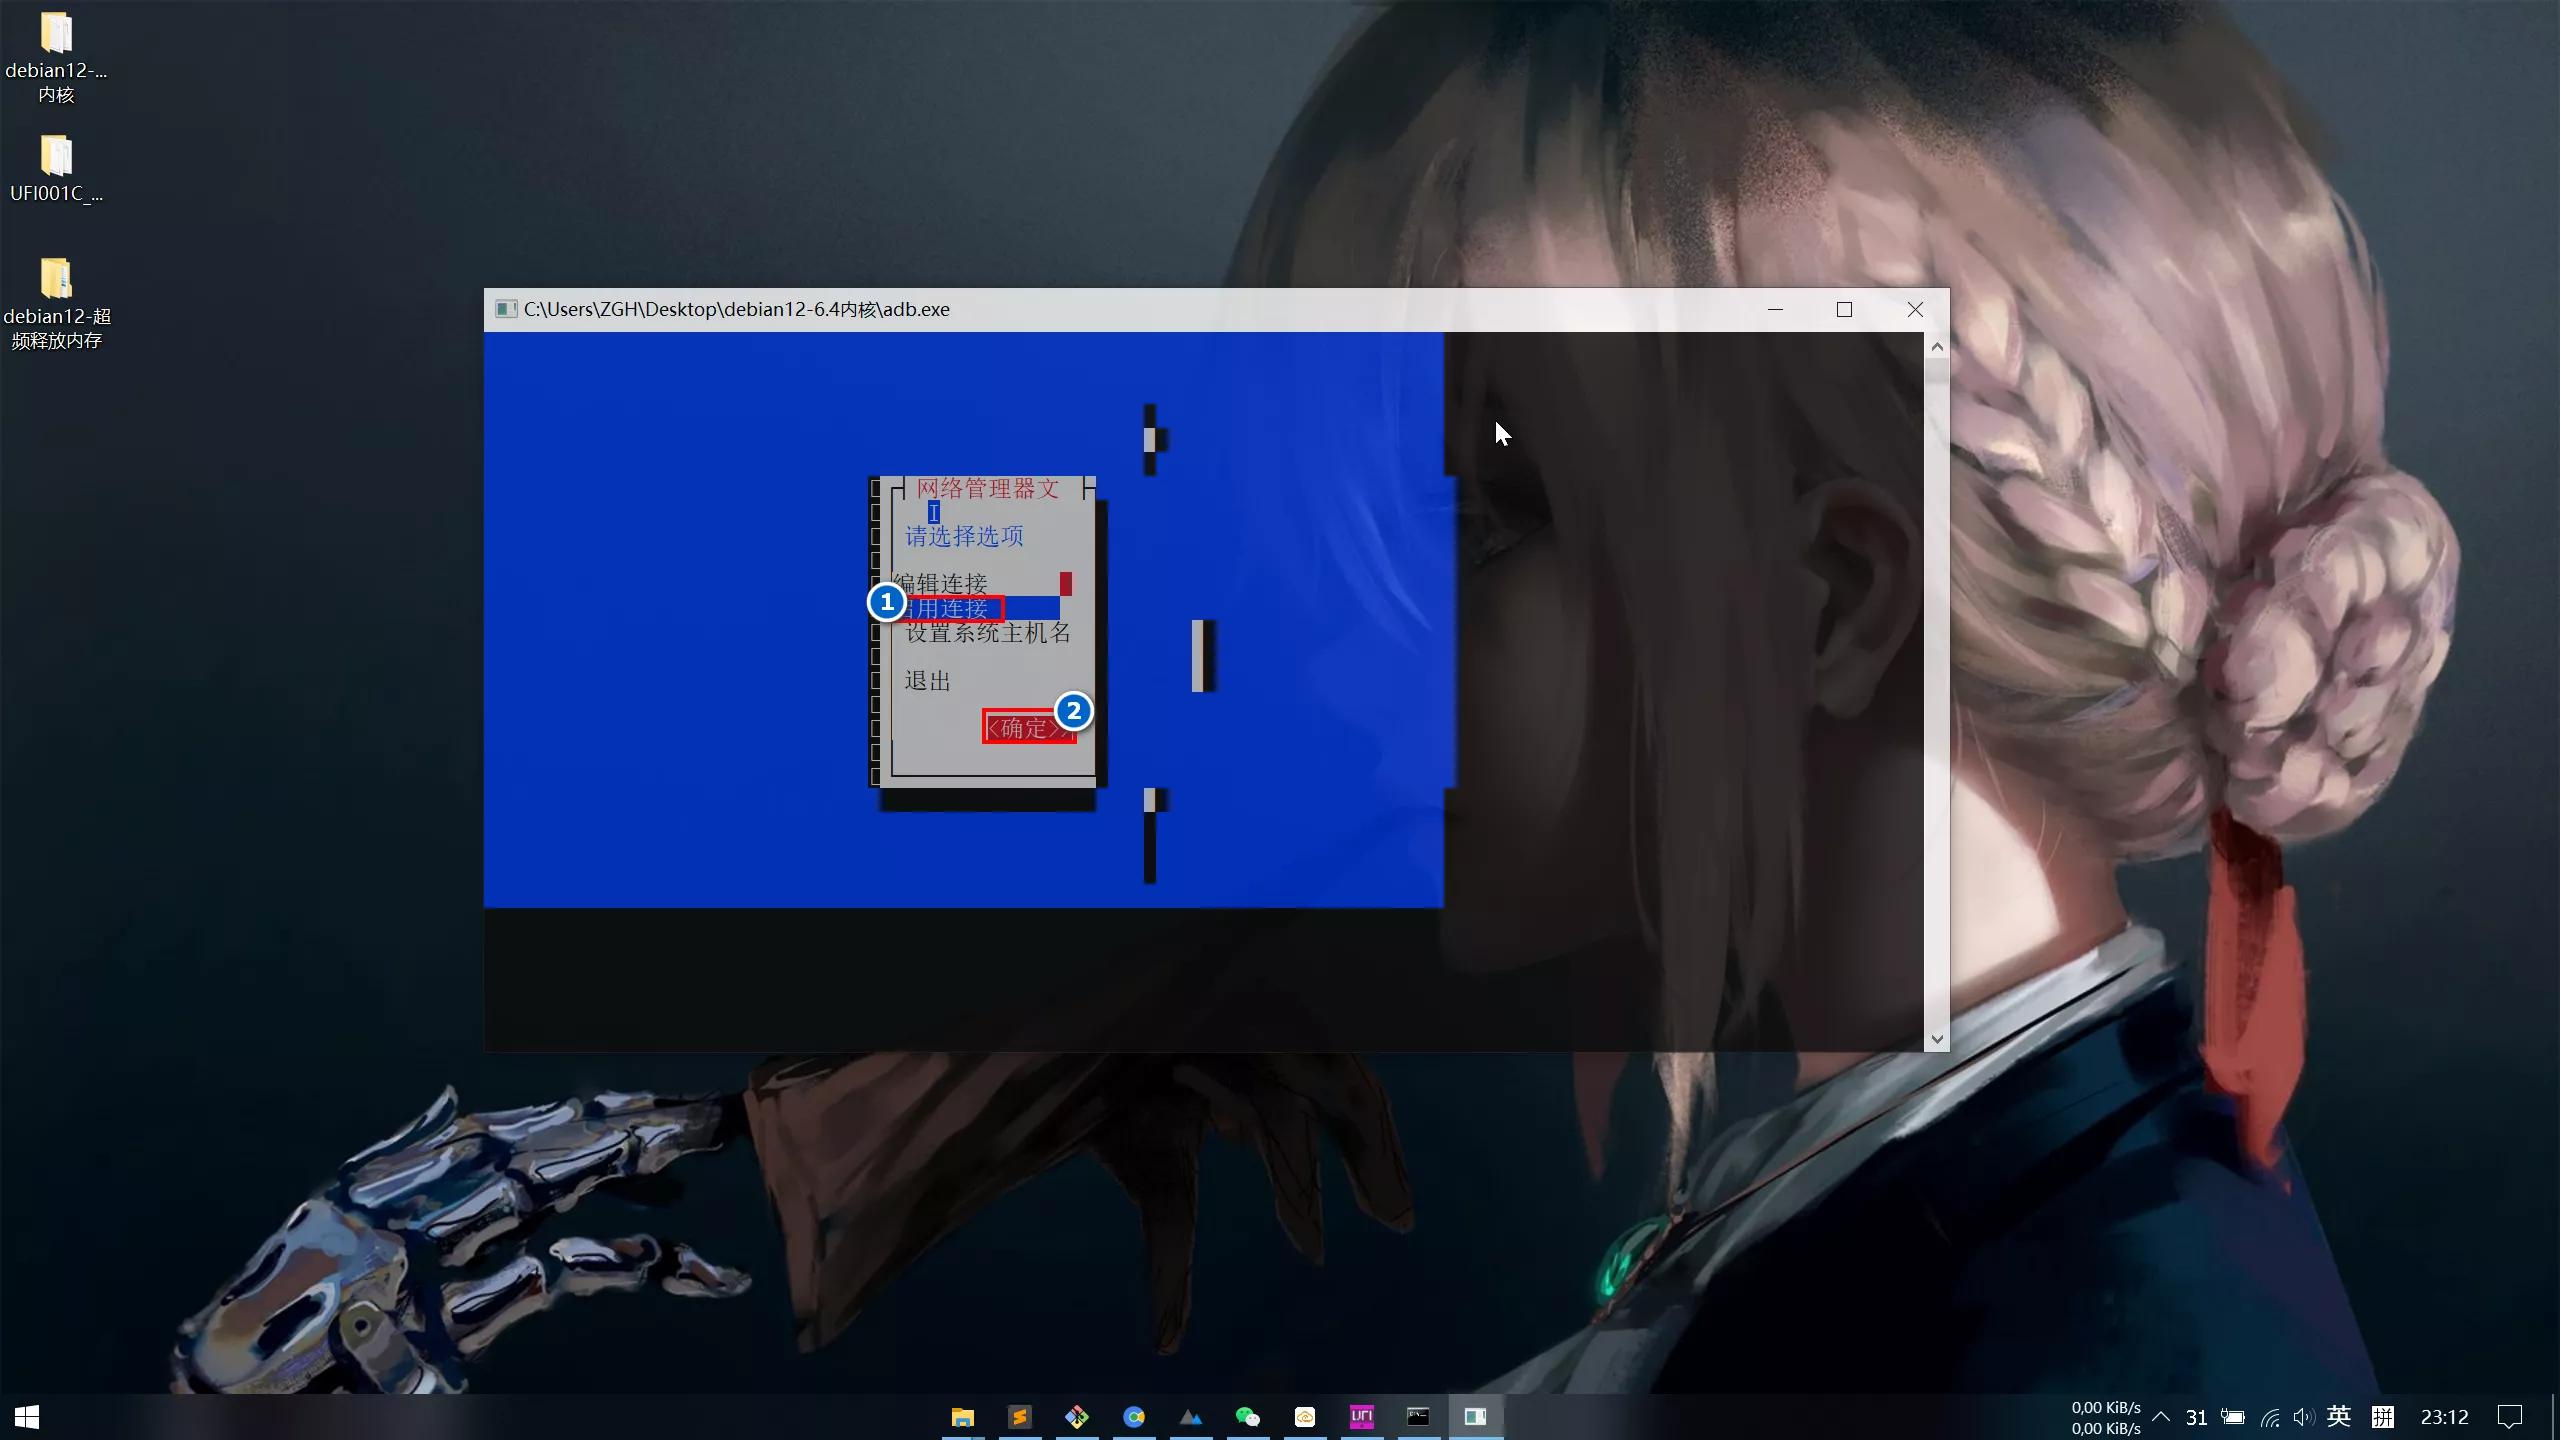 debian12-...
内核
UFI001C_...
debian12-超
频释放内存
C:\Users\ZGH\Desktop\debian12-6.4内核\adb.exe
网络管理器文
I
请选择选项
编辑连接
1
用连接
设置系统主机名
退出
2
<确定>
UFI
0,00 KiB/s
0,00 KiB/s
31
英
拼
23:12